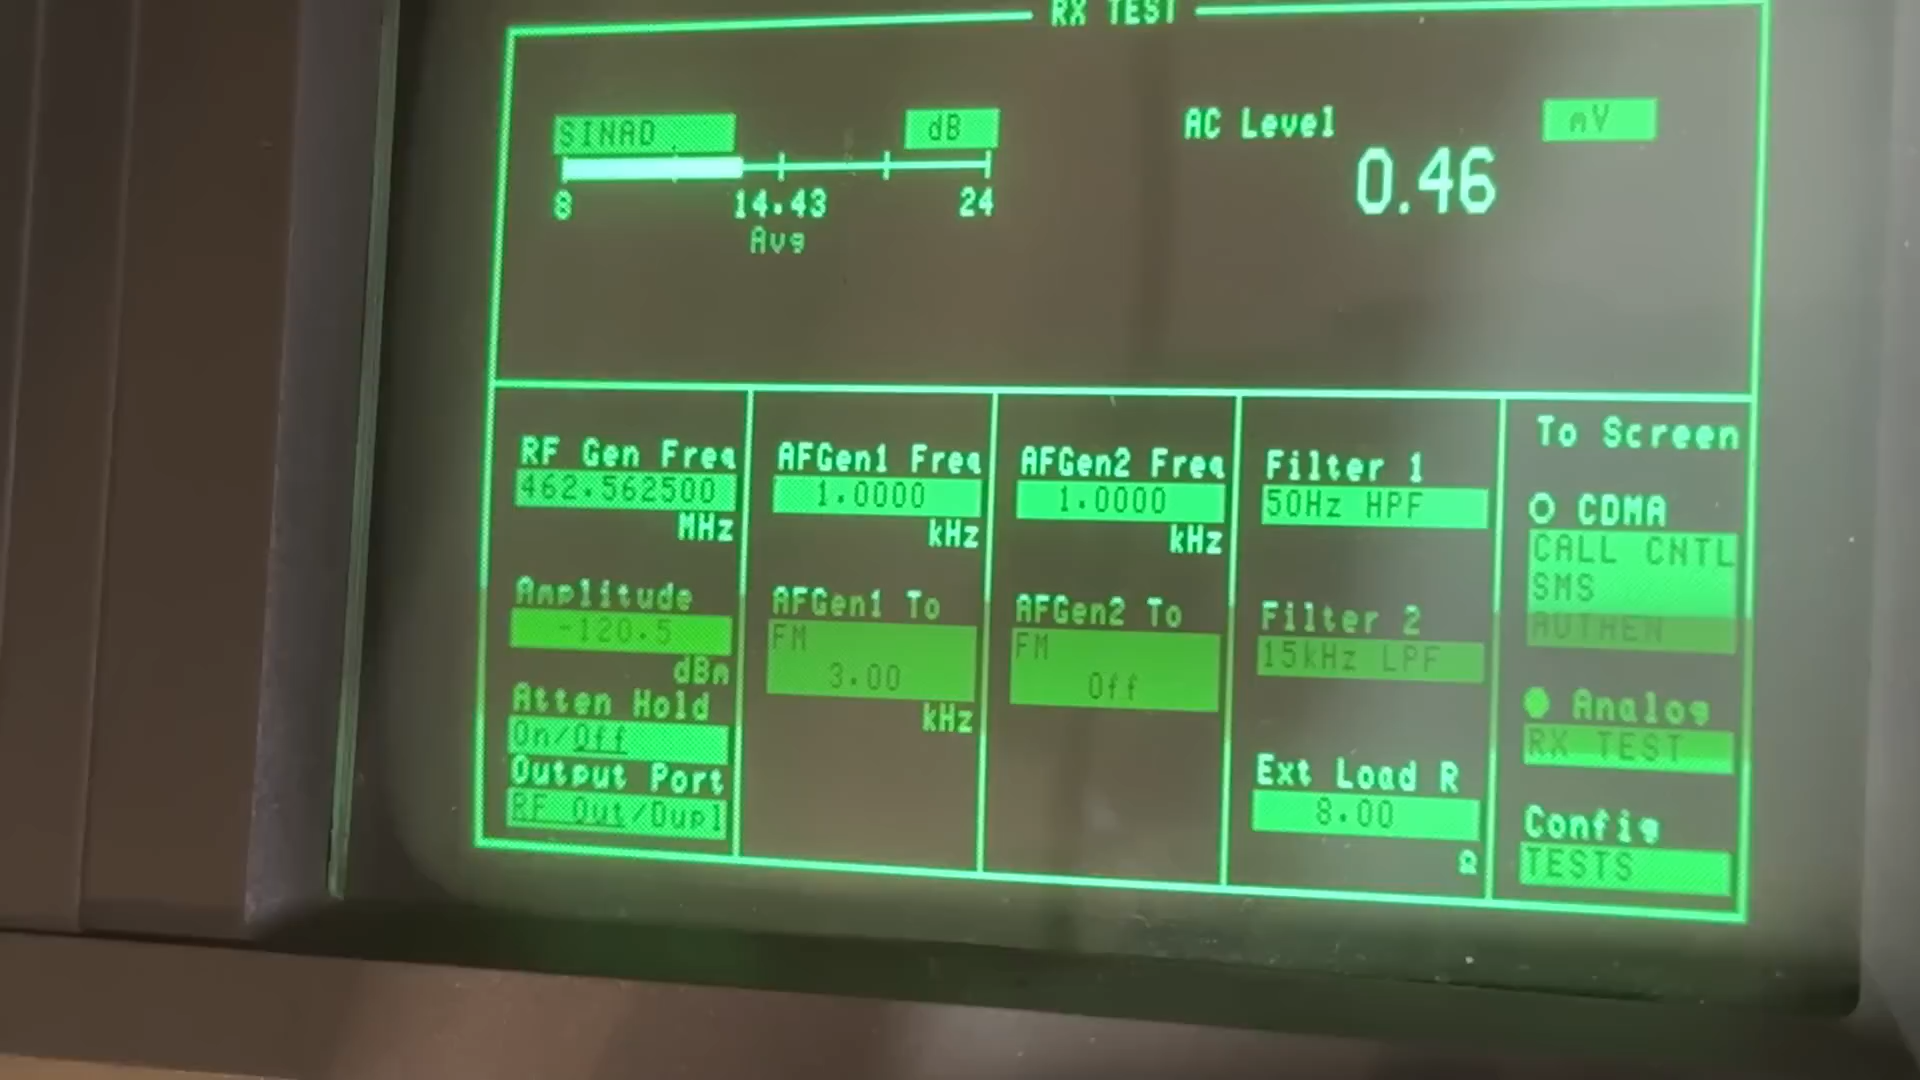 RX TEST
SINAD
dB
8
14.43
24
Avg
AC Level
mV
0.46
RF Gen Freq
462.562500
MHz
Amplitude
-120.5
dBm
Atten Hold
On/Off
Output Port
RF Out/Dupl
AFGen1 Freq
1.0000
kHz
AFGen1 To
FM
3.00
kHz
AFGen2 Freq
1.0000
kHz
AFGen2 To
FM
Off
Filter 1
50Hz HPF
Filter 2
15kHz LPF
Ext Load R
8.00
Ω
To Screen
CDMA
CALL CNTL
SMS
AUTHEN
Analog
RX TEST
Config
TESTS